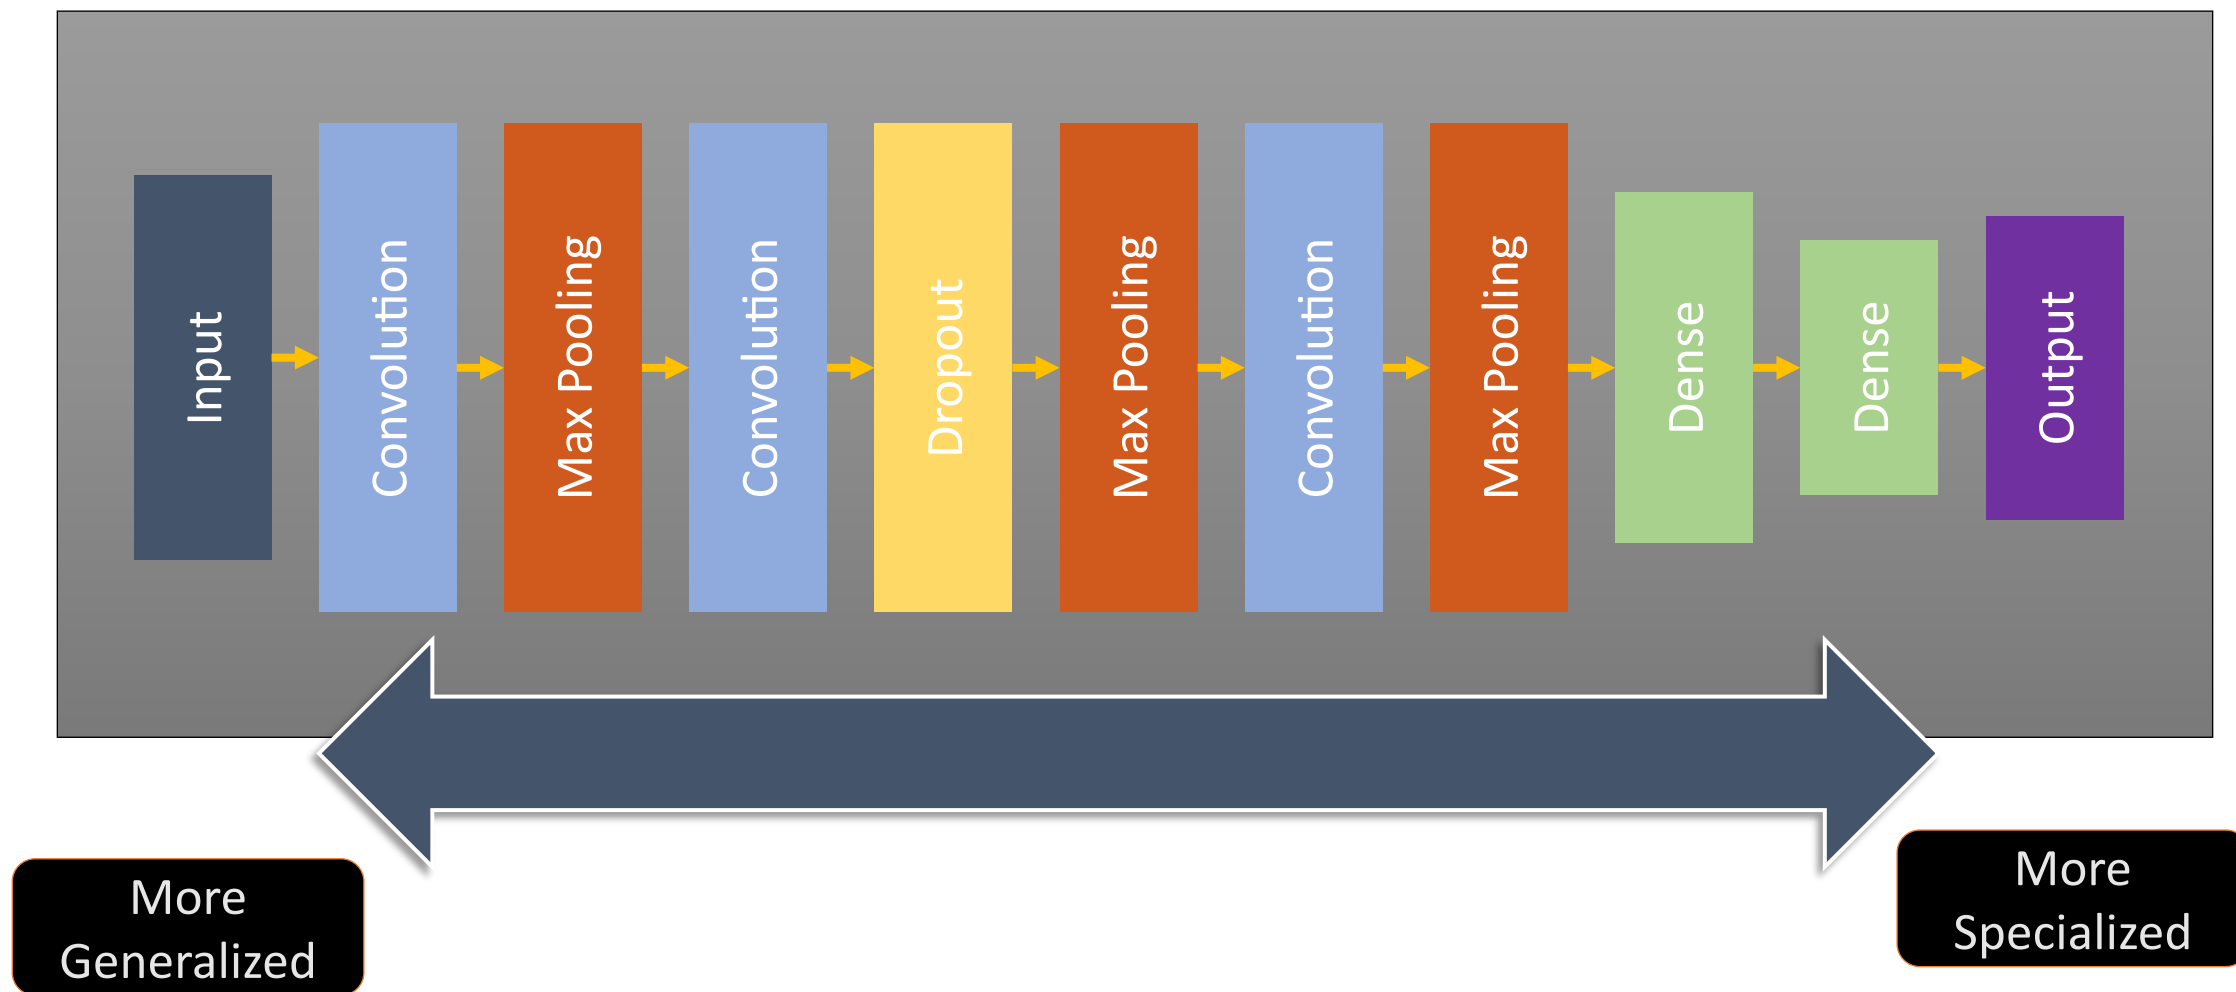 Input
Convolution
Max Pooling
Convolution
Dropout
Max Pooling
Convolution
Max Pooling
Dense
Dense
Output
More
Generalized
More
Specialized